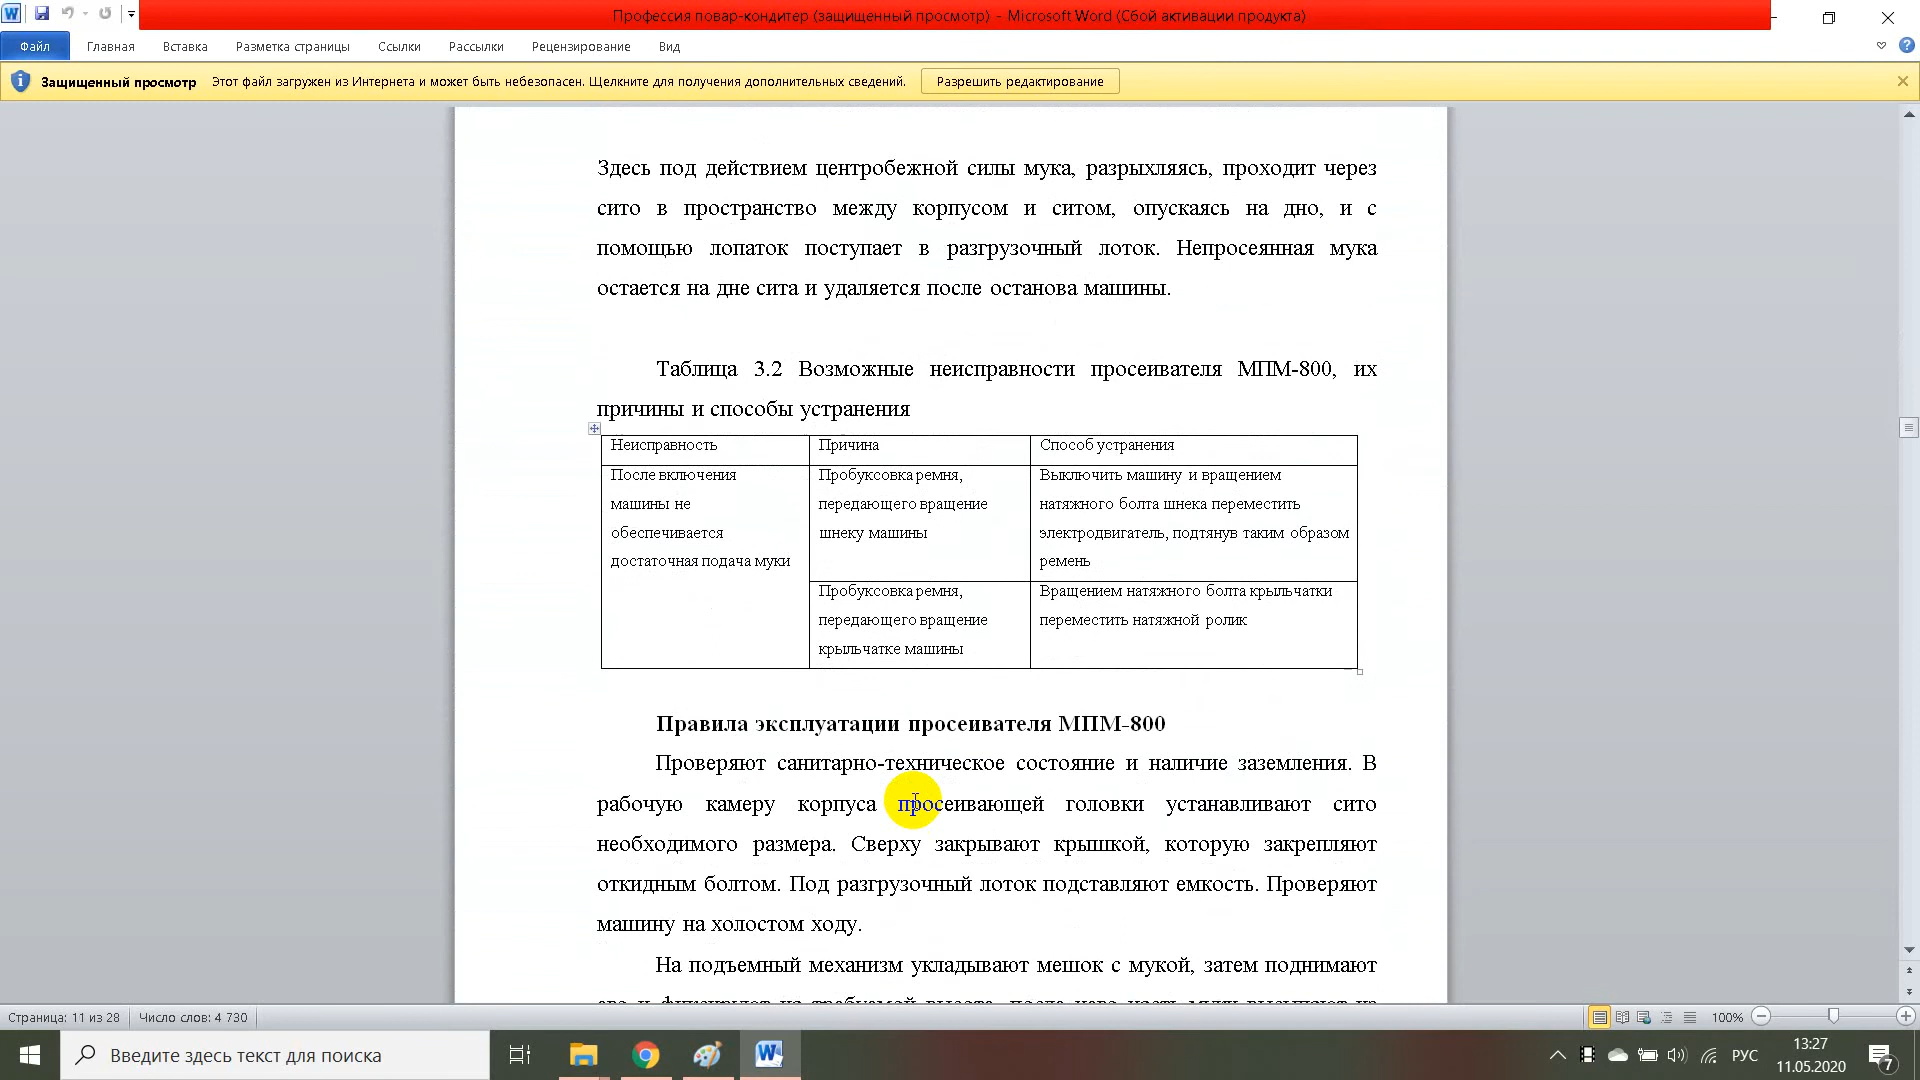 Профессия повар-кондитер (защищенный просмотр) - Microsoft Word (Сбой активации продукта)
Файл Главная Вставка Разметка страницы Ссылки Рассылки Рецензирование Вид
Защищенный просмотр Этот файл загружен из Интернета и может быть небезопасен. Щелкните для получения дополнительных сведений. Разрешить редактирование
Здесь под действием центробежной силы мука, разрыхляясь, проходит через
сито в пространство между корпусом и ситом, опускаясь на дно, и с
помощью лопаток поступает в разгрузочный лоток. Непросеянная мука
остается на дне сита и удаляется после останова машины.
Таблица 3.2 Возможные неисправности просеивателя МПМ-800, их
причины и способы устранения
Неисправность Причина Способ устранения
После включения
машины не
обеспечивается
достаточная подача муки
Пробуксовка ремня,
передающего вращение
шнеку машины
Выключить машину и вращением
натяжного болта шнека переместить
электродвигатель, подтянув таким образом
ремень
Пробуксовка ремня,
передающего вращение
крыльчатке машины
Вращением натяжного болта крыльчатки
переместить натяжной ролик
Правила эксплуатации просеивателя МПМ-800
Проверяют санитарно-техническое состояние и наличие заземления. В
рабочую камеру корпуса просеивающей головки устанавливают сито
необходимого размера. Сверху закрывают крышкой, которую закрепляют
откидным болтом. Под разгрузочный лоток подставляют емкость. Проверяют
машину на холостом ходу.
На подъемный механизм укладывают мешок с мукой, затем поднимают
Страница: 11 из 28 Число слов: 4 730 100%
Введите здесь текст для поиска
РУС
13:27
11.05.2020
7